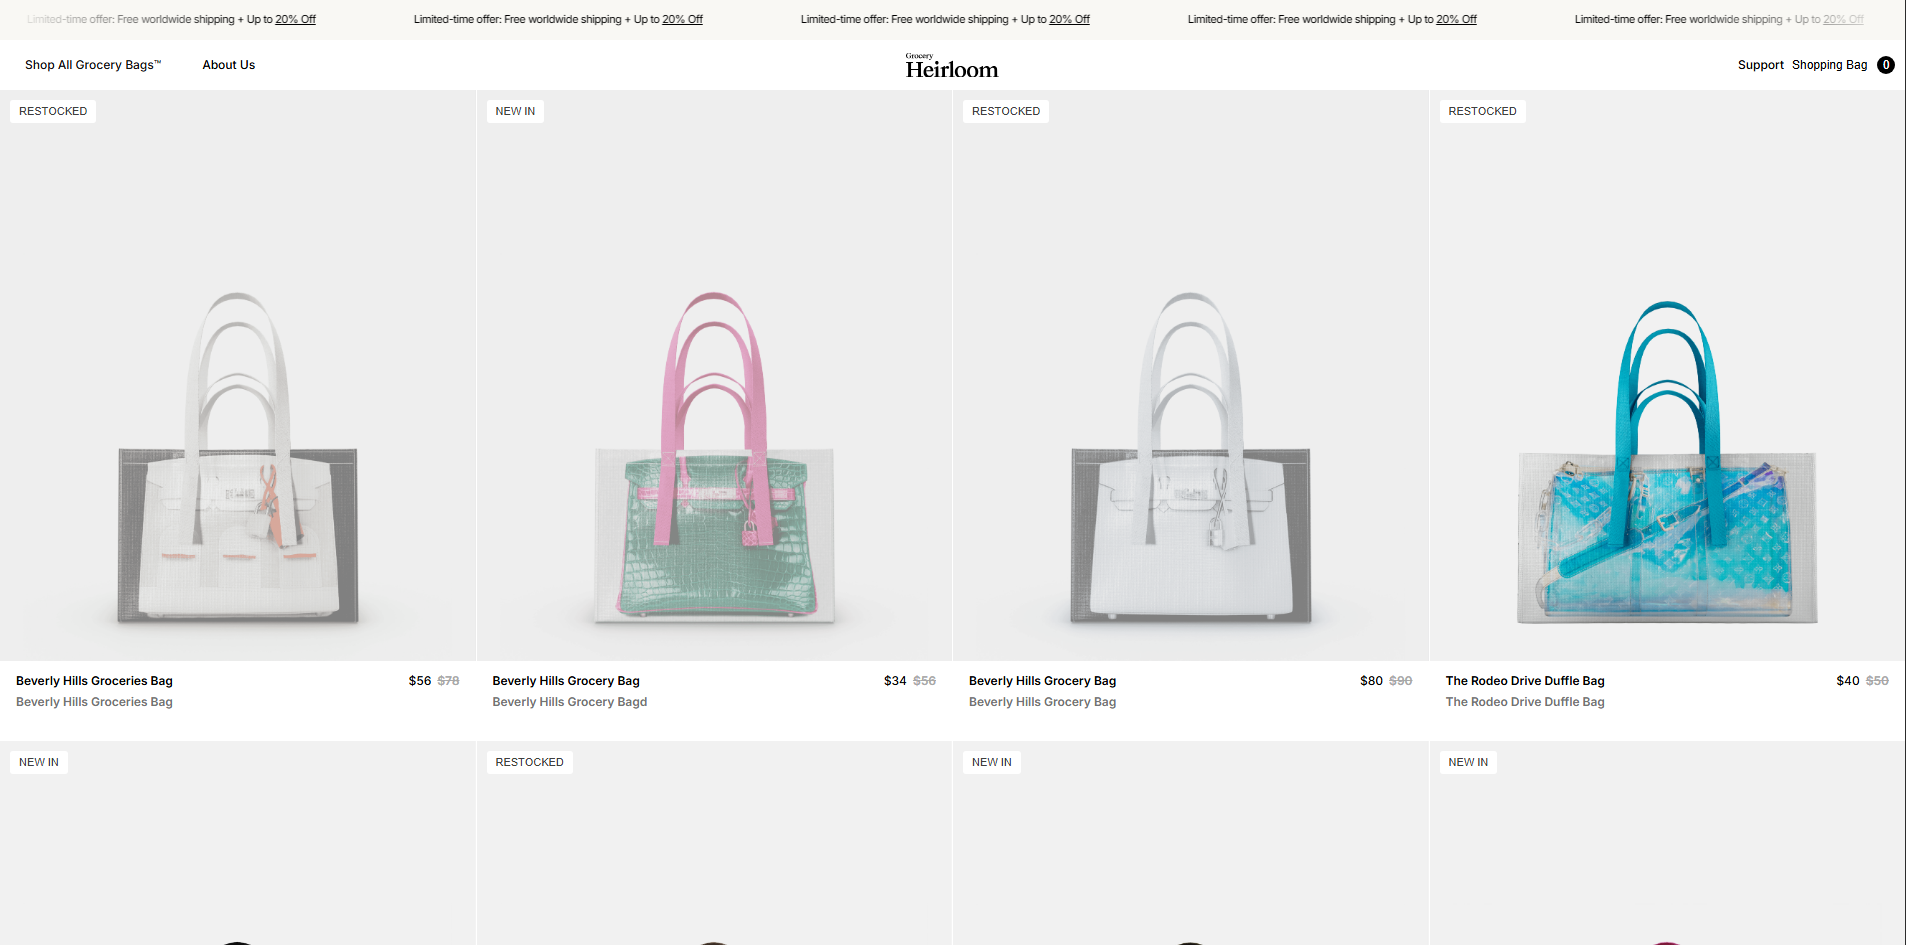 Limited-time offer: Free worldwide shipping + Up to 20% Off
Limited-time offer: Free worldwide shipping + Up to 20% Off
Limited-time offer: Free worldwide shipping + Up to 20% Off
Limited-time offer: Free worldwide shipping + Up to 20% Off
Limited-time offer: Free worldwide shipping + Up to 20% Off
Shop All Grocery Bags™
About Us
Grocery
Heirloom
Support
Shopping Bag
0
RESTOCKED
NEW IN
RESTOCKED
RESTOCKED
Beverly Hills Groceries Bag
$56 $78
Beverly Hills Groceries Bag
Beverly Hills Grocery Bag
$34 $56
Beverly Hills Grocery Bagd
Beverly Hills Grocery Bag
$80 $90
Beverly Hills Grocery Bag
The Rodeo Drive Duffle Bag
$40 $50
The Rodeo Drive Duffle Bag
NEW IN
RESTOCKED
NEW IN
NEW IN